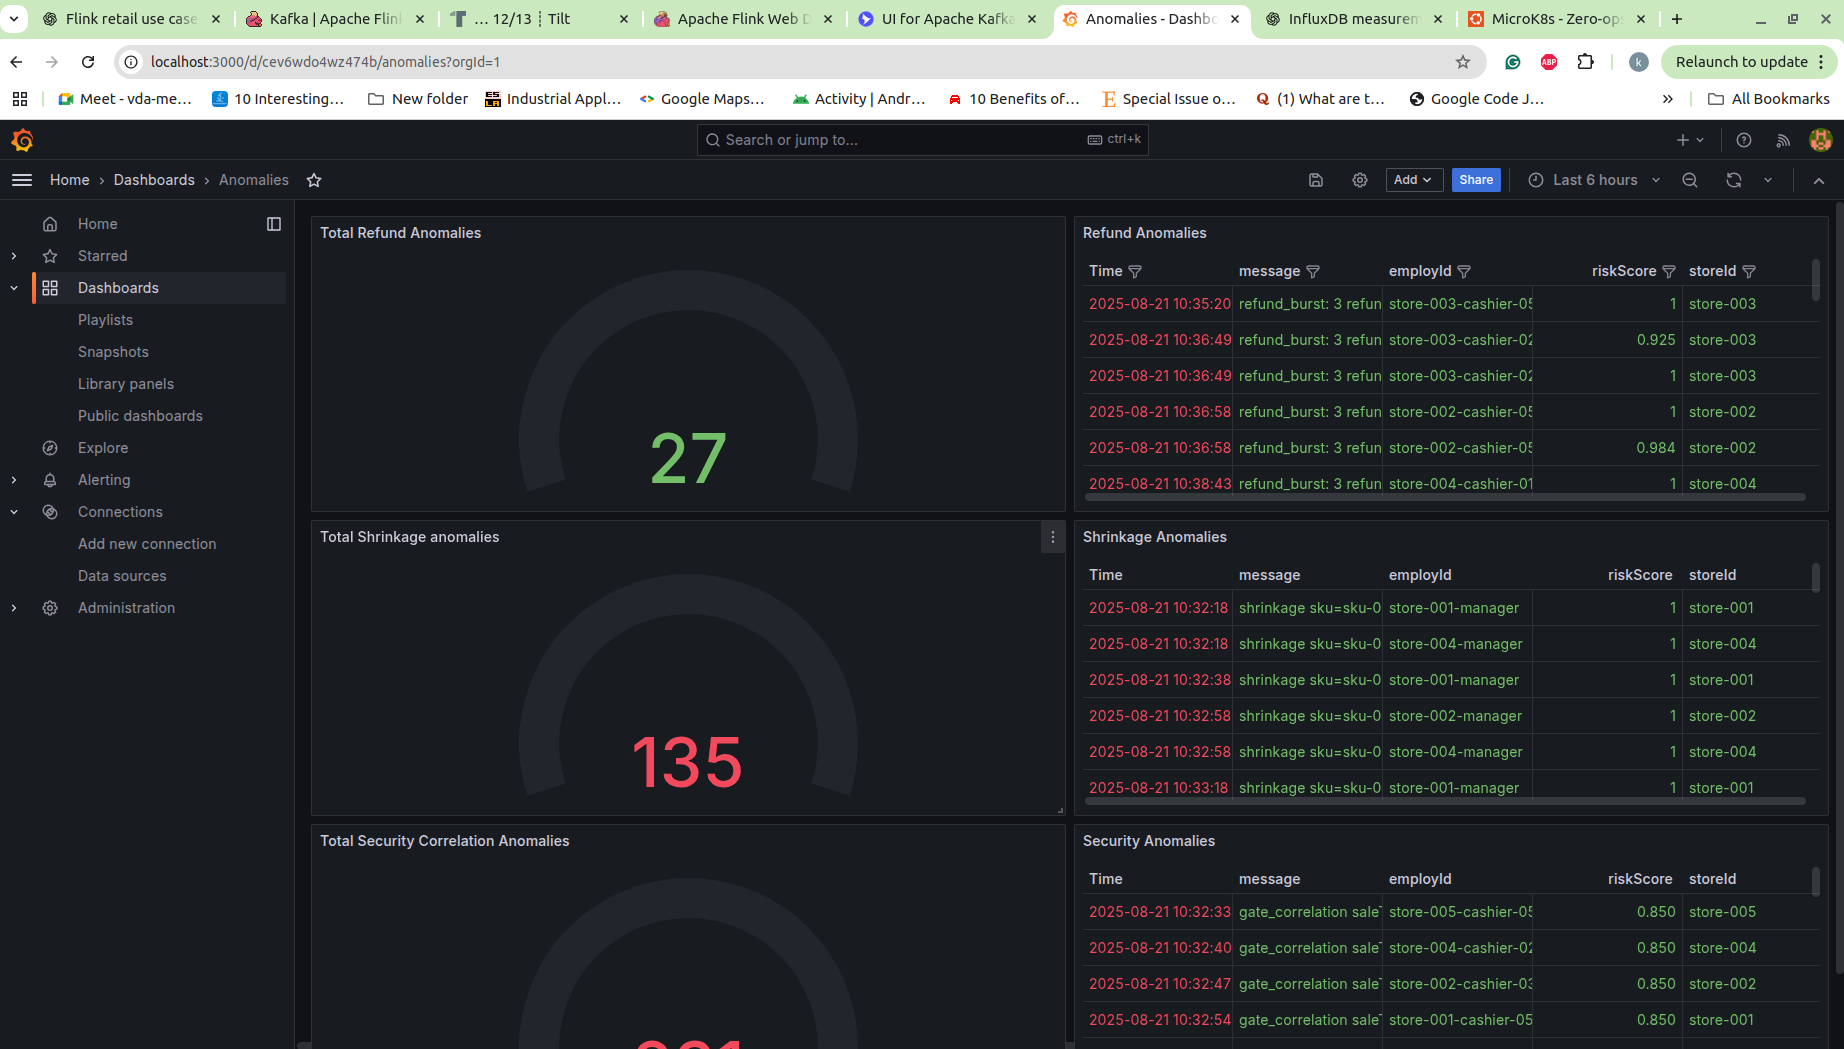 Flink retail use case
Kafka | Apache Flink
... 12/13 ┊ Tilt
Apache Flink Web D
UI for Apache Kafka
Anomalies - Dashbo
InfluxDB measurem
MicroK8s - Zero-ops
localhost:3000/d/cev6wdo4wz474b/anomalies?orgId=1
ABP
k
Relaunch to update
Meet - vda-me...
10 Interesting...
New folder
Industrial Appl...
Google Maps...
Activity | Andr...
10 Benefits of...
Special Issue o...
(1) What are t...
Google Code J...
»
All Bookmarks
Search or jump to...
ctrl+k
Home › Dashboards › Anomalies
Add
Share
Last 6 hours
Home
Starred
Dashboards
Playlists
Snapshots
Library panels
Public dashboards
Explore
Alerting
Connections
Add new connection
Data sources
Administration
Total Refund Anomalies
27
Refund Anomalies
Time message employId riskScore storeId
2025-08-21 10:35:20 refund_burst: 3 refun store-003-cashier-05 1 store-003
2025-08-21 10:36:49 refund_burst: 3 refun store-003-cashier-02 0.925 store-003
2025-08-21 10:36:49 refund_burst: 3 refun store-003-cashier-02 1 store-003
2025-08-21 10:36:58 refund_burst: 3 refun store-002-cashier-05 1 store-002
2025-08-21 10:36:58 refund_burst: 3 refun store-002-cashier-05 0.984 store-002
2025-08-21 10:38:43 refund_burst: 3 refun store-004-cashier-01 1 store-004
Total Shrinkage anomalies
135
Shrinkage Anomalies
Time message employId riskScore storeId
2025-08-21 10:32:18 shrinkage sku=sku-0 store-001-manager 1 store-001
2025-08-21 10:32:18 shrinkage sku=sku-0 store-004-manager 1 store-004
2025-08-21 10:32:38 shrinkage sku=sku-0 store-001-manager 1 store-001
2025-08-21 10:32:58 shrinkage sku=sku-0 store-002-manager 1 store-002
2025-08-21 10:32:58 shrinkage sku=sku-0 store-004-manager 1 store-004
2025-08-21 10:33:18 shrinkage sku=sku-0 store-001-manager 1 store-001
Total Security Correlation Anomalies
Security Anomalies
Time message employId riskScore storeId
2025-08-21 10:32:33 gate_correlation saleT store-005-cashier-05 0.850 store-005
2025-08-21 10:32:40 gate_correlation saleT store-004-cashier-02 0.850 store-004
2025-08-21 10:32:47 gate_correlation saleT store-002-cashier-03 0.850 store-002
2025-08-21 10:32:54 gate_correlation saleT store-001-cashier-05 0.850 store-001